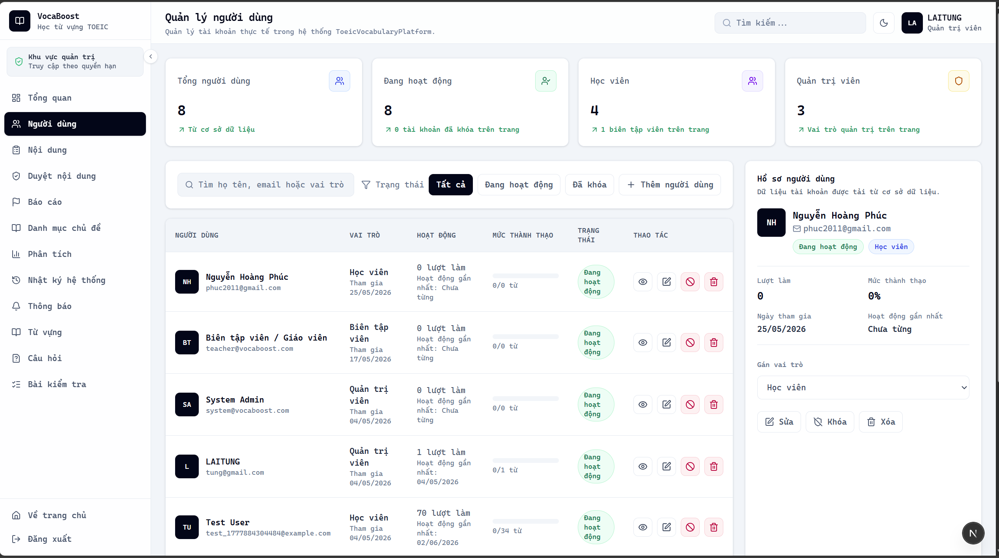 VocaBoost
Học từ vựng TOEIC
Khu vực quản trị
Truy cập theo quyền hạn
Tổng quan
Người dùng
Nội dung
Duyệt nội dung
Báo cáo
Danh mục chủ đề
Phân tích
Nhật ký hệ thống
Thông báo
Từ vựng
Câu hỏi
Bài kiểm tra
Về trang chủ
Đăng xuất
Quản lý người dùng
Quản lý tài khoản thực tế trong hệ thống ToeicVocabularyPlatform.
Tìm kiếm...
LA
LAITUNG
Quản trị viên
Tổng người dùng
8
Từ cơ sở dữ liệu
Đang hoạt động
8
0 tài khoản đã khóa trên trang
Học viên
4
1 biên tập viên trên trang
Quản trị viên
3
Vai trò quản trị trên trang
Tìm họ tên, email hoặc vai trò
Trạng thái
Tất cả
Đang hoạt động
Đã khóa
Thêm người dùng
NGƯỜI DÙNG
VAI TRÒ
HOẠT ĐỘNG
MỨC THÀNH THẠO
TRẠNG
THÁI
THAO TÁC
NH
Nguyễn Hoàng Phúc
phuc2011@gmail.com
Học viên
Tham gia
25/05/2026
0 lượt làm
Hoạt động gần
nhất: Chưa
từng
0/0 từ
Đang
hoạt
động
BT
Biên tập viên / Giáo viên
teacher@vocaboost.com
Biên tập
viên
Tham gia
17/05/2026
0 lượt làm
Hoạt động gần
nhất: Chưa
từng
0/0 từ
Đang
hoạt
động
SA
System Admin
system@vocaboost.com
Quản trị
viên
Tham gia
04/05/2026
0 lượt làm
Hoạt động gần
nhất: Chưa
từng
0/0 từ
Đang
hoạt
động
L
LAITUNG
tung@gmail.com
Quản trị
viên
Tham gia
04/05/2026
1 lượt làm
Hoạt động gần
nhất:
04/05/2026
0/1 từ
Đang
hoạt
động
TU
Test User
test_1777884304484@example.com
Học viên
Tham gia
04/05/2026
70 lượt làm
Hoạt động gần
nhất:
02/06/2026
0/34 từ
Đang
hoạt
động
Hồ sơ người dùng
Dữ liệu tài khoản được tải từ cơ sở dữ liệu.
NH
Nguyễn Hoàng Phúc
phuc2011@gmail.com
Đang hoạt động
Học viên
Lượt làm
0
Mức thành thạo
0%
Ngày tham gia
25/05/2026
Hoạt động gần nhất
Chưa từng
Gán vai trò
Học viên
Sửa
Khóa
Xóa
N